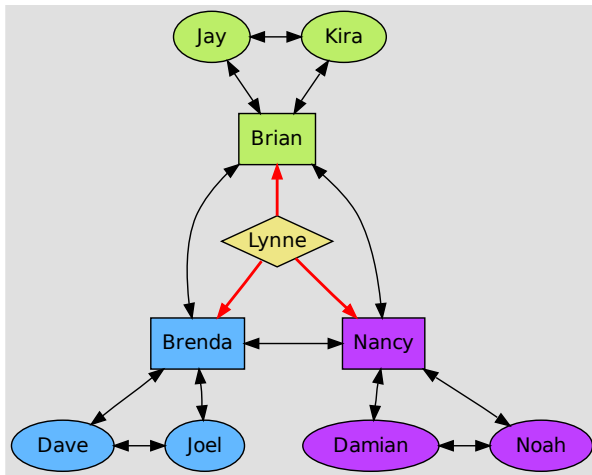 Jay
Kira
Brian
Lynne
Brenda
Nancy
Dave
Joel
Damian
Noah